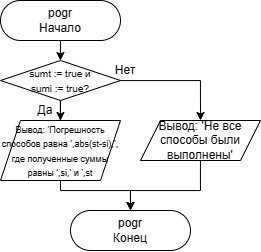 pogr
Начало
sumt := true и
sumi := true?
Нет
Да
Вывод: 'Погрешность
способов равна ',abs(st-si),',
где полученные суммы
равны ',si,' и ',st
Вывод: 'Не все
способы были
выполнены'
pogr
Конец